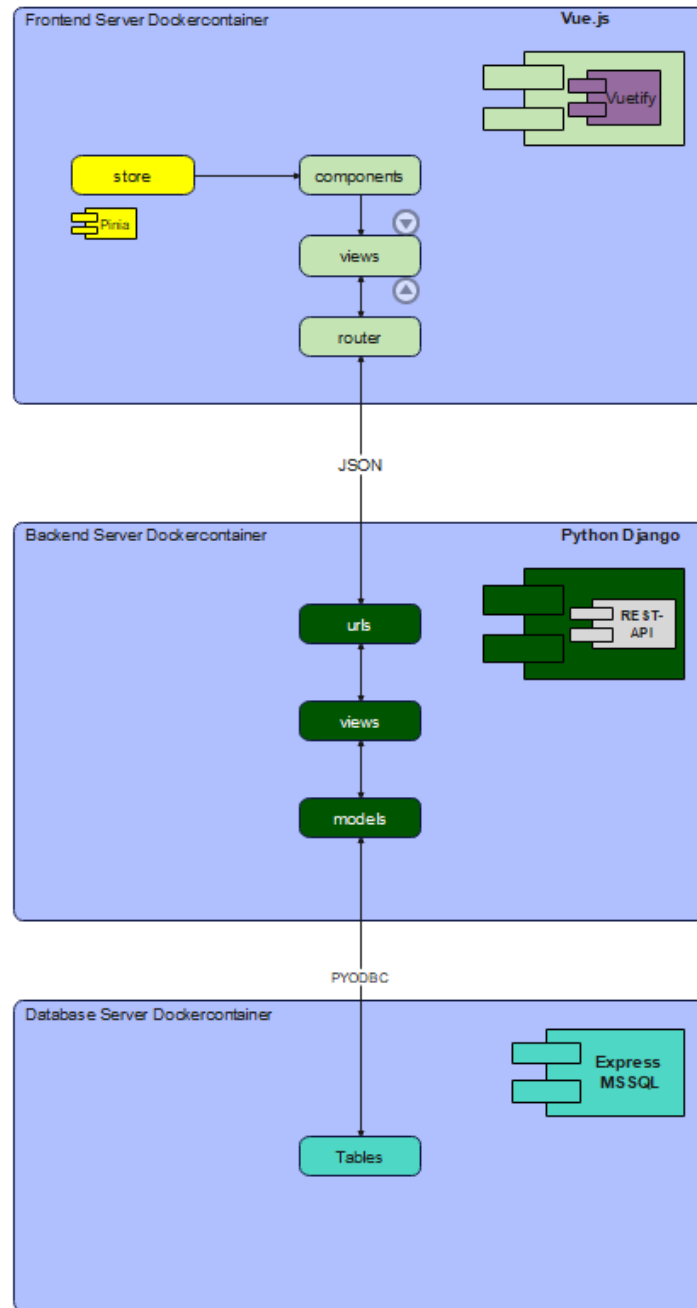 Frontend Server Dockercontainer
Vue.js
Vuetify
store
components
Pinia
views
router
JSON
Backend Server Dockercontainer
Python Django
REST-
API
urls
views
models
PYODBC
Database Server Dockercontainer
Express
MSSQL
Tables